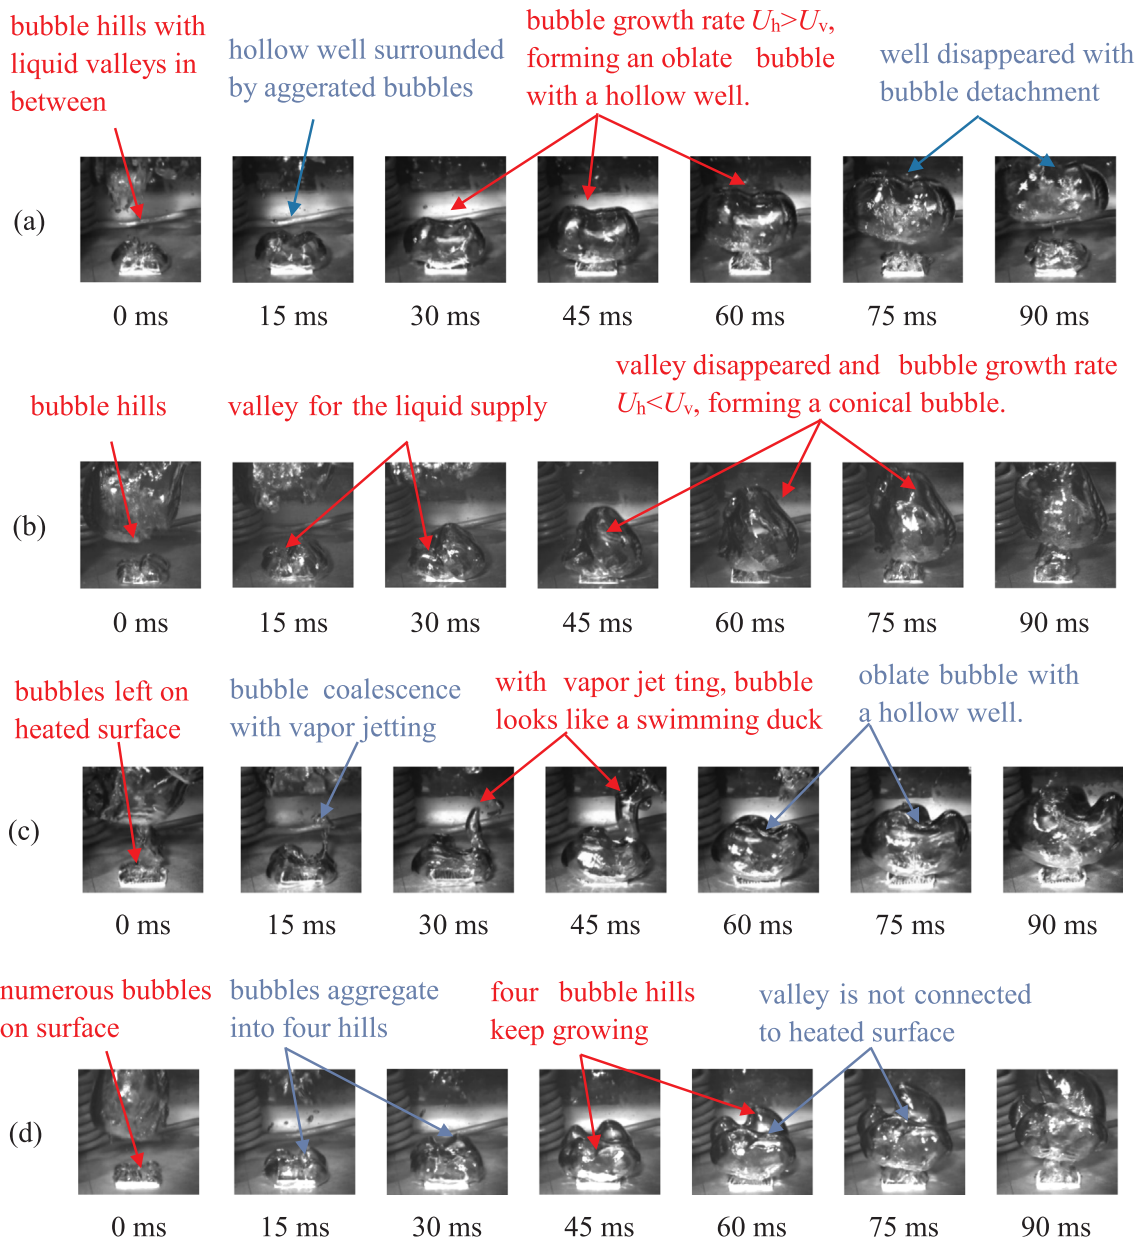 bubble hills with
liquid valleys in
between
hollow well surrounded
by aggerated bubbles
bubble growth rate Uh>Uv,
forming an oblate bubble
with a hollow well.
well disappeared with
bubble detachment
(a)
0 ms 15 ms 30 ms 45 ms 60 ms 75 ms 90 ms
bubble hills
valley for the liquid supply
valley disappeared and bubble growth rate
Uh<Uv, forming a conical bubble.
(b)
0 ms 15 ms 30 ms 45 ms 60 ms 75 ms 90 ms
bubbles left on
heated surface
bubble coalescence
with vapor jetting
with vapor jet ting, bubble
looks like a swimming duck
oblate bubble with
a hollow well.
(c)
0 ms 15 ms 30 ms 45 ms 60 ms 75 ms 90 ms
numerous bubbles
on surface
bubbles aggregate
into four hills
four bubble hills
keep growing
valley is not connected
to heated surface
(d)
0 ms 15 ms 30 ms 45 ms 60 ms 75 ms 90 ms